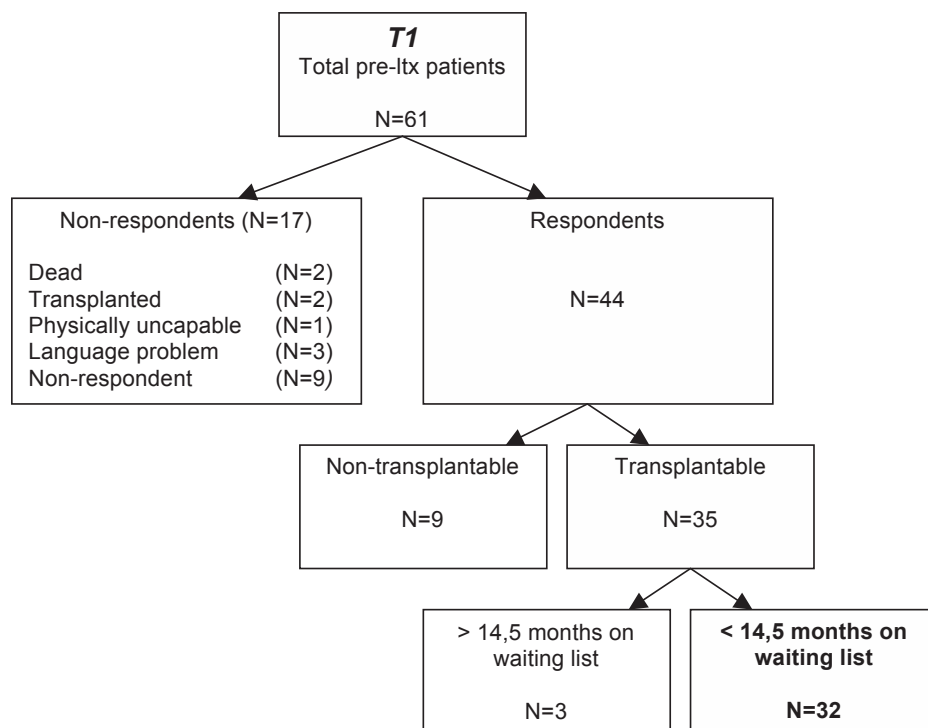 T1
Total pre-ltx patients
N=61
Non-respondents (N=17)
Dead (N=2)
Transplanted (N=2)
Physically uncapable (N=1)
Language problem (N=3)
Non-respondent (N=9)
Respondents
N=44
Non-transplantable
N=9
Transplantable
N=35
> 14,5 months on
waiting list
N=3
< 14,5 months on
waiting list
N=32